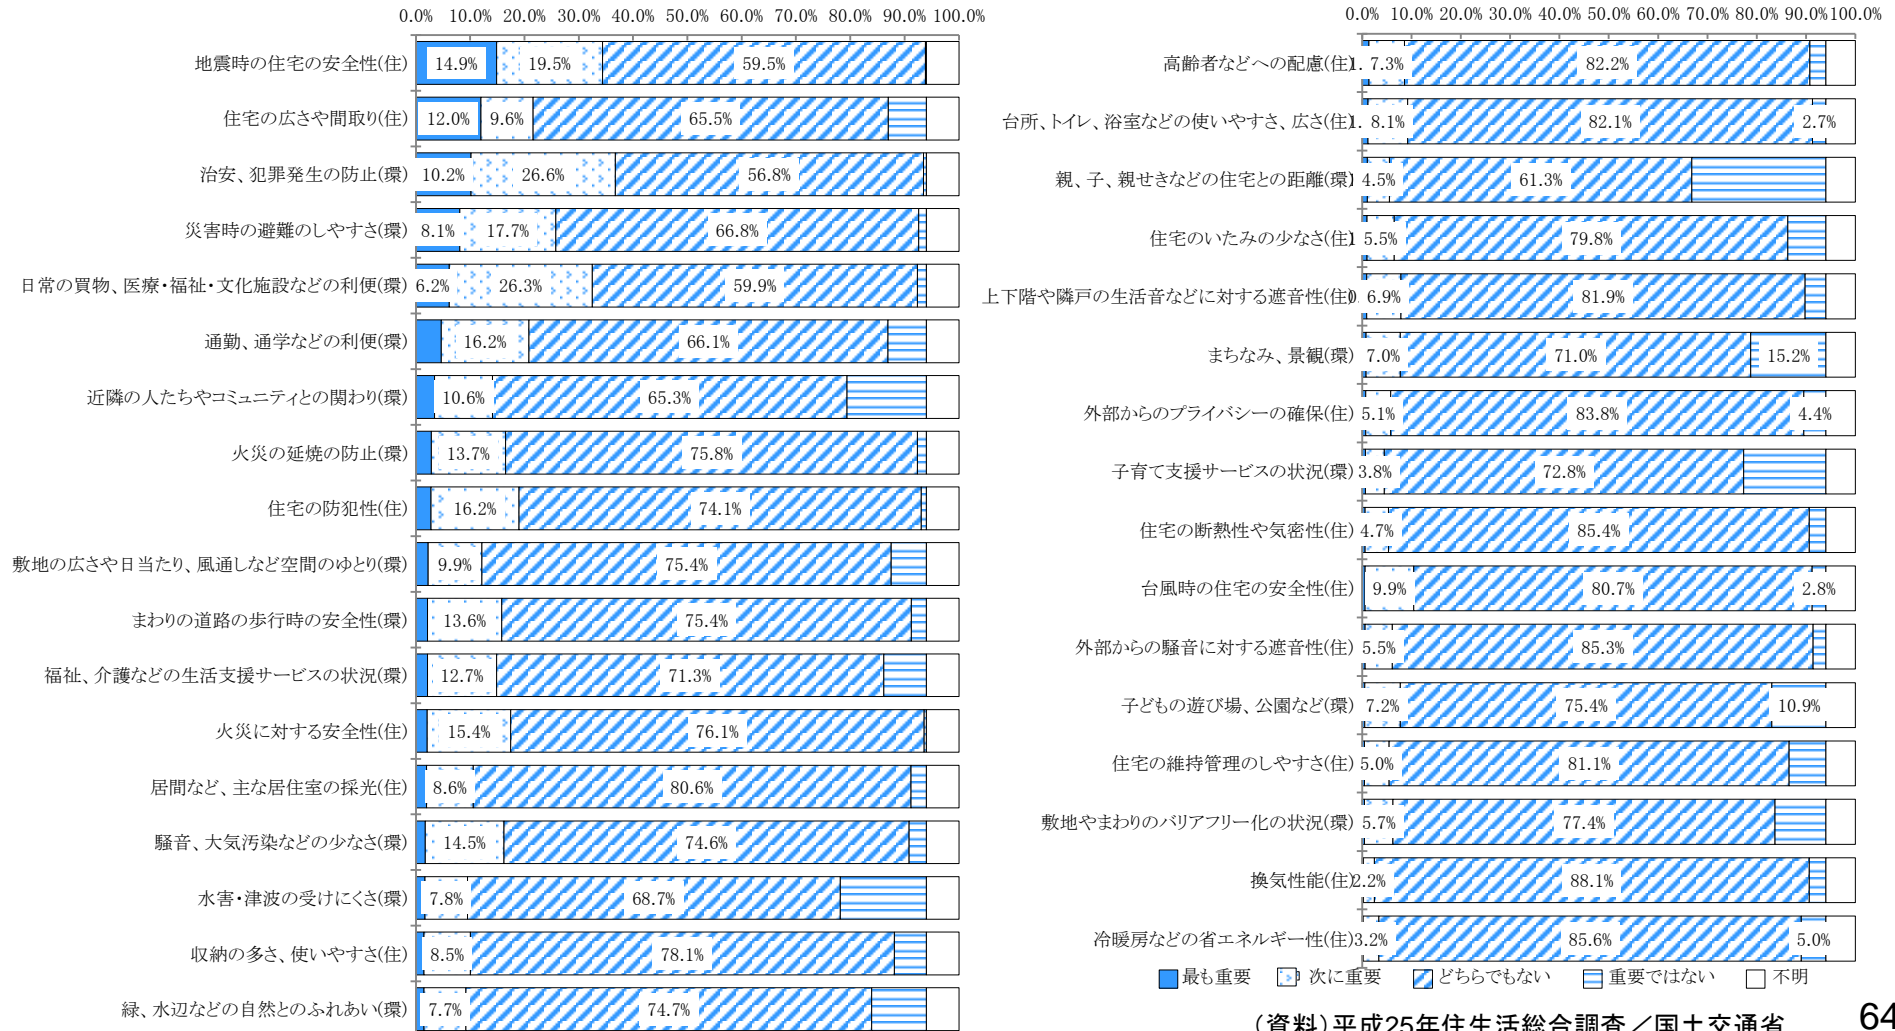 0.0% 10.0% 20.0% 30.0% 40.0% 50.0% 60.0% 70.0% 80.0% 90.0% 100.0%
地震時の住宅の安全性(住) 14.9% 19.5% 59.5%
住宅の広さや間取り(住) 12.0% 9.6% 65.5%
治安、犯罪発生の防止(環) 10.2% 26.6% 56.8%
災害時の避難のしやすさ(環) 8.1% 17.7% 66.8%
日常の買物、医療・福祉・文化施設などの利便(環) 6.2% 26.3% 59.9%
通勤、通学などの利便(環) 16.2% 66.1%
近隣の人たちやコミュニティとの関わり(環) 10.6% 65.3%
火災の延焼の防止(環) 13.7% 75.8%
住宅の防犯性(住) 16.2% 74.1%
敷地の広さや日当たり、風通しなど空間のゆとり(環) 9.9% 75.4%
まわりの道路の歩行時の安全性(環) 13.6% 75.4%
福祉、介護などの生活支援サービスの状況(環) 12.7% 71.3%
火災に対する安全性(住) 15.4% 76.1%
居間など、主な居住室の採光(住) 8.6% 80.6%
騒音、大気汚染などの少なさ(環) 14.5% 74.6%
水害・津波の受けにくさ(環) 7.8% 68.7%
収納の多さ、使いやすさ(住) 8.5% 78.1%
緑、水辺などの自然とのふれあい(環) 7.7% 74.7%
0.0% 10.0% 20.0% 30.0% 40.0% 50.0% 60.0% 70.0% 80.0% 90.0% 100.0%
高齢者などへの配慮(住) 1. 7.3% 82.2%
台所、トイレ、浴室などの使いやすさ、広さ(住) 1. 8.1% 82.1% 2.7%
親、子、親せきなどの住宅との距離(環) 4.5% 61.3%
住宅のいたみの少なさ(住) 5.5% 79.8%
上下階や隣戸の生活音などに対する遮音性(住) 6.9% 81.9%
まちなみ、景観(環) 7.0% 71.0% 15.2%
外部からのプライバシーの確保(住) 5.1% 83.8% 4.4%
子育て支援サービスの状況(環) 3.8% 72.8%
住宅の断熱性や気密性(住) 4.7% 85.4%
台風時の住宅の安全性(住) 9.9% 80.7% 2.8%
外部からの騒音に対する遮音性(住) 5.5% 85.3%
子どもの遊び場、公園など(環) 7.2% 75.4% 10.9%
住宅の維持管理のしやすさ(住) 5.0% 81.1%
敷地やまわりのバリアフリー化の状況(環) 5.7% 77.4%
換気性能(住) 2.2% 88.1%
冷暖房などの省エネルギー性(住) 3.2% 85.6% 5.0%
最も重要 次に重要 どちらでもない 重要ではない 不明
(資料)平成25年住生活総合調査／国土交通省
64